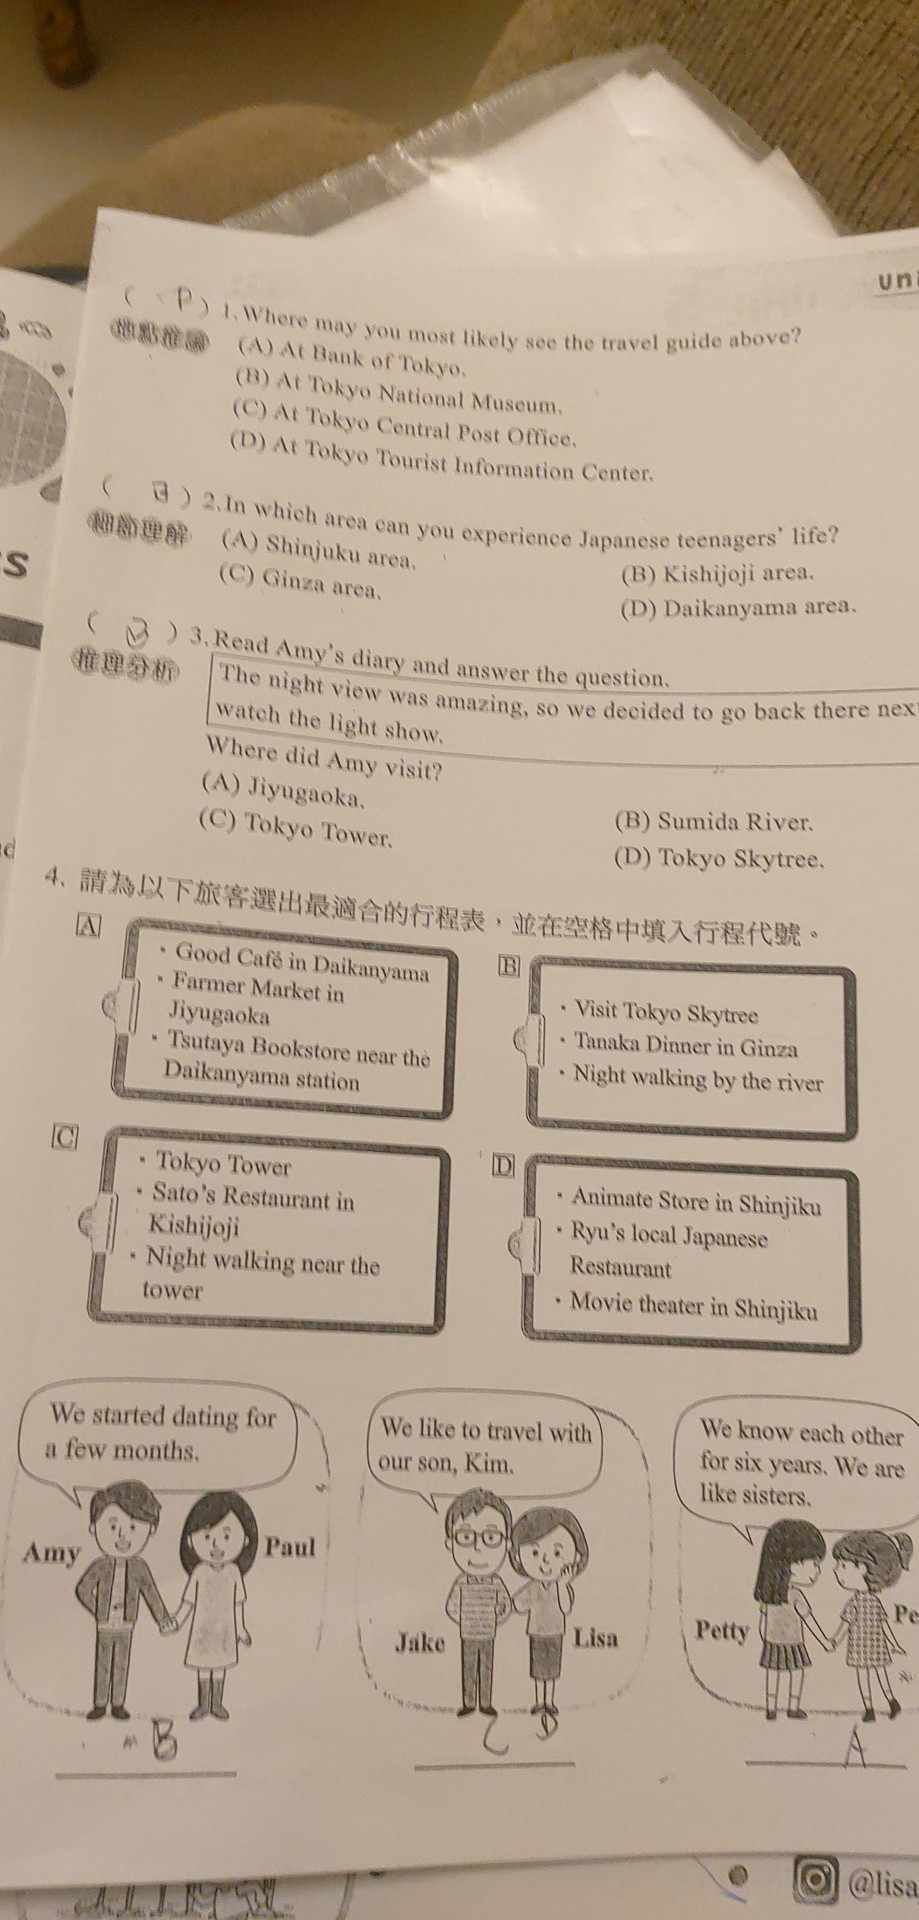 uni
( D ) 1. Where may you most likely see the travel guide above?
地點推論 (A) At Bank of Tokyo.
(B) At Tokyo National Museum.
(C) At Tokyo Central Post Office.
(D) At Tokyo Tourist Information Center.
( B ) 2. In which area can you experience Japanese teenagers' life?
細節理解 (A) Shinjuku area.
(B) Kishijoji area.
(C) Ginza area.
(D) Daikanyama area.
( B ) 3. Read Amy's diary and answer the question.
推理分析
The night view was amazing, so we decided to go back there nex
watch the light show.
Where did Amy visit?
(A) Jiyugaoka.
(B) Sumida River.
(C) Tokyo Tower.
(D) Tokyo Skytree.
4. 請為以下旅客選出最適合的行程表，並在空格中填入行程代號。
A
· Good Café in Daikanyama
· Farmer Market in
Jiyugaoka
· Tsutaya Bookstore near the
Daikanyama station
B
· Visit Tokyo Skytree
· Tanaka Dinner in Ginza
· Night walking by the river
C
· Tokyo Tower
· Sato's Restaurant in
Kishijoji
· Night walking near the
tower
D
· Animate Store in Shinjiku
· Ryu's local Japanese
Restaurant
· Movie theater in Shinjiku
We started dating for
a few months.
Amy
Paul
B
We like to travel with
our son, Kim.
Jake
Lisa
C D
We know each other
for six years. We are
like sisters.
Petty
Pe
A
@lisa